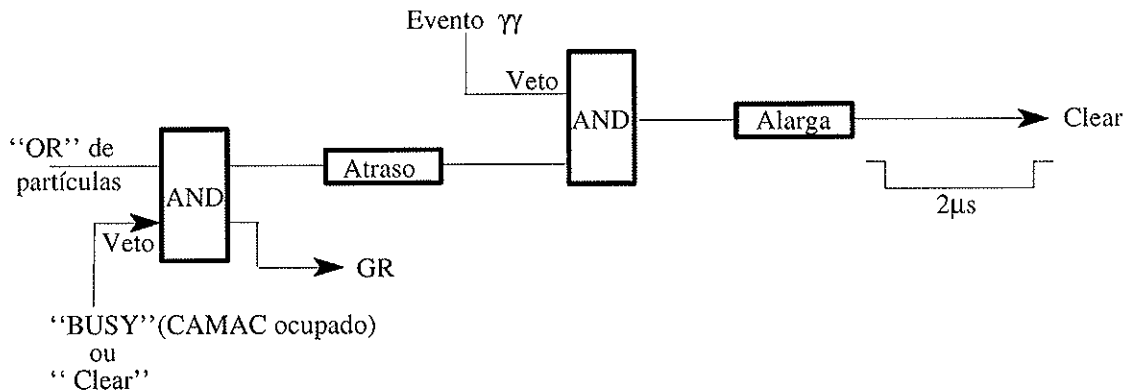 Evento γγ
Veto
AND
Alarga
Clear
2μs
‘‘OR’’ de
partículas
AND
Atraso
Veto
GR
‘‘BUSY’’(CAMAC ocupado)
ou
‘‘ Clear’’